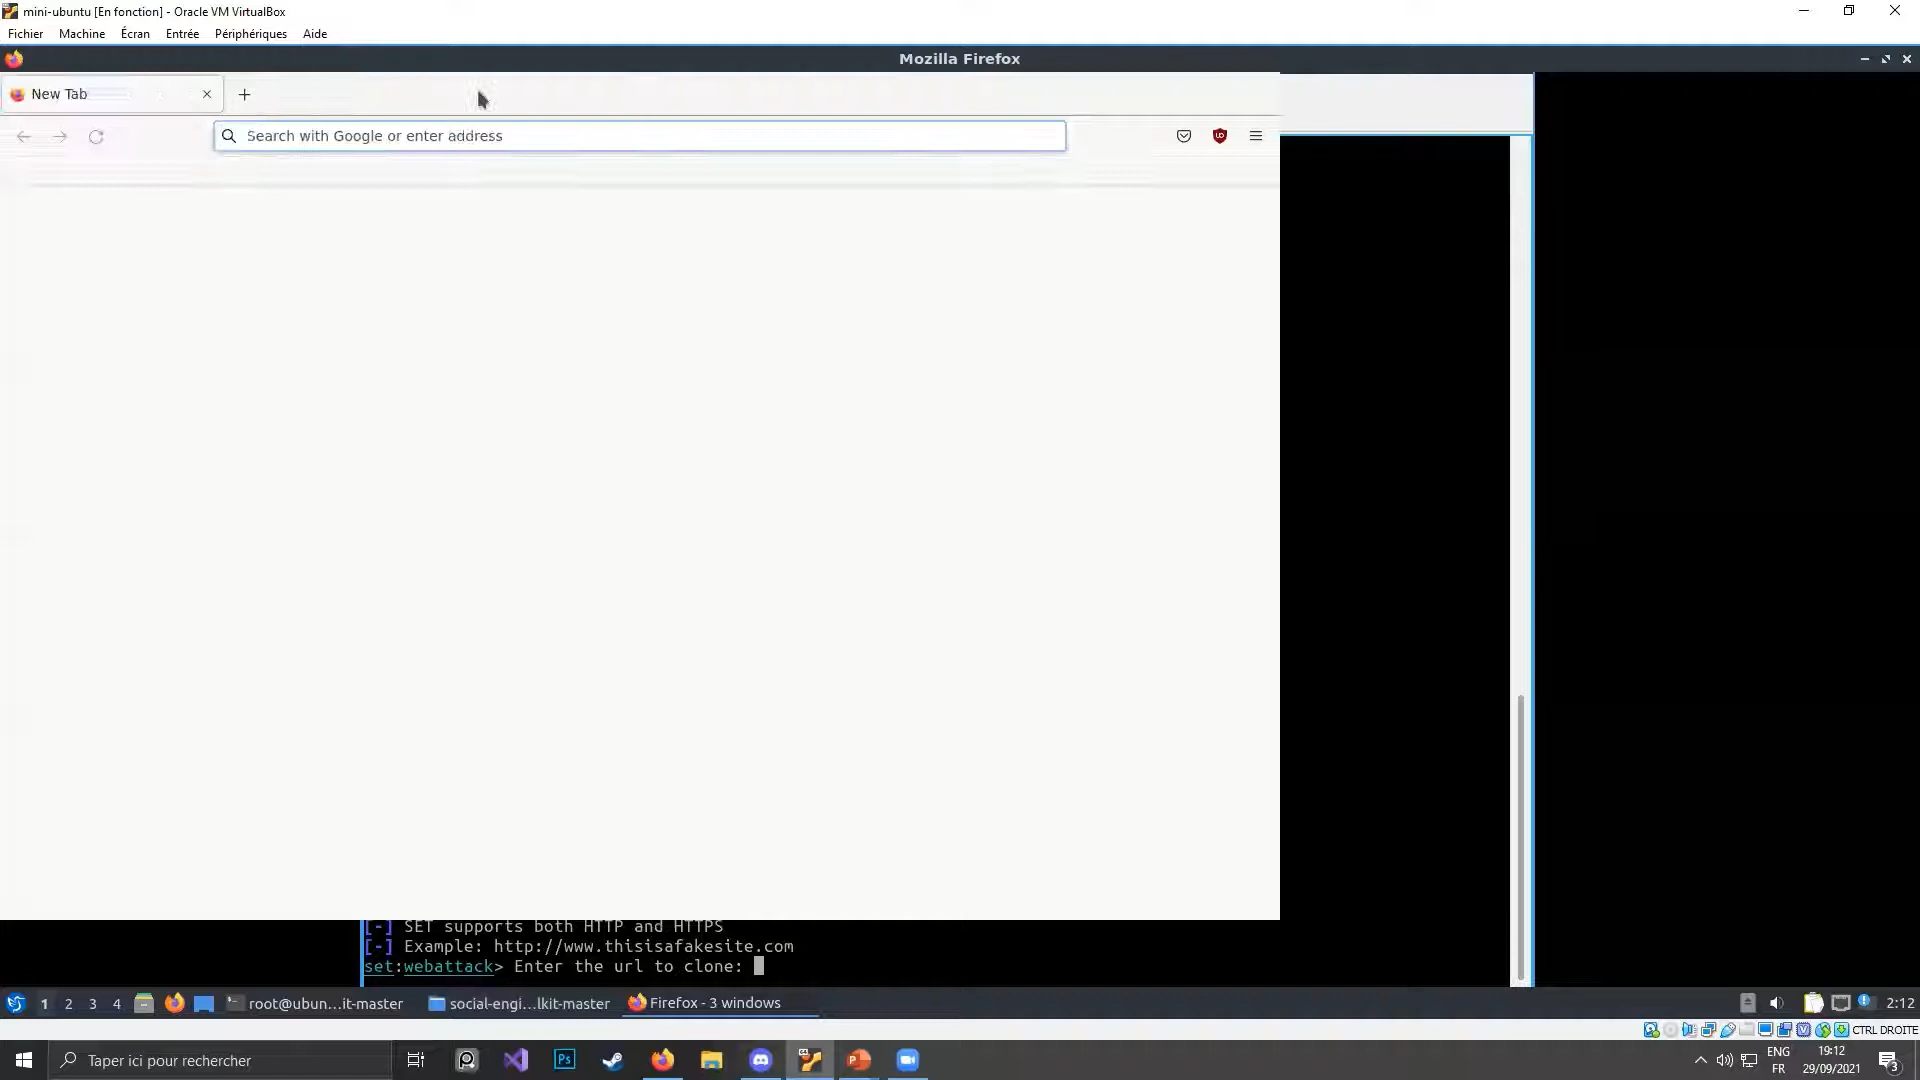 mini-ubuntu [En fonction] - Oracle VM VirtualBox
Fichier Machine Écran Entrée Périphériques Aide
Mozilla Firefox
New Tab
Search with Google or enter address
[-] SET supports both HTTP and HTTPS
[-] Example: http://www.thisisafakesite.com
set:webattack> Enter the url to clone:
1 2 3 4 root@ubun...it-master social-engi...lkit-master Firefox - 3 windows 2:12
CTRL DROITE
Taper ici pour rechercher
ENG
FR
19:12
29/09/2021
3